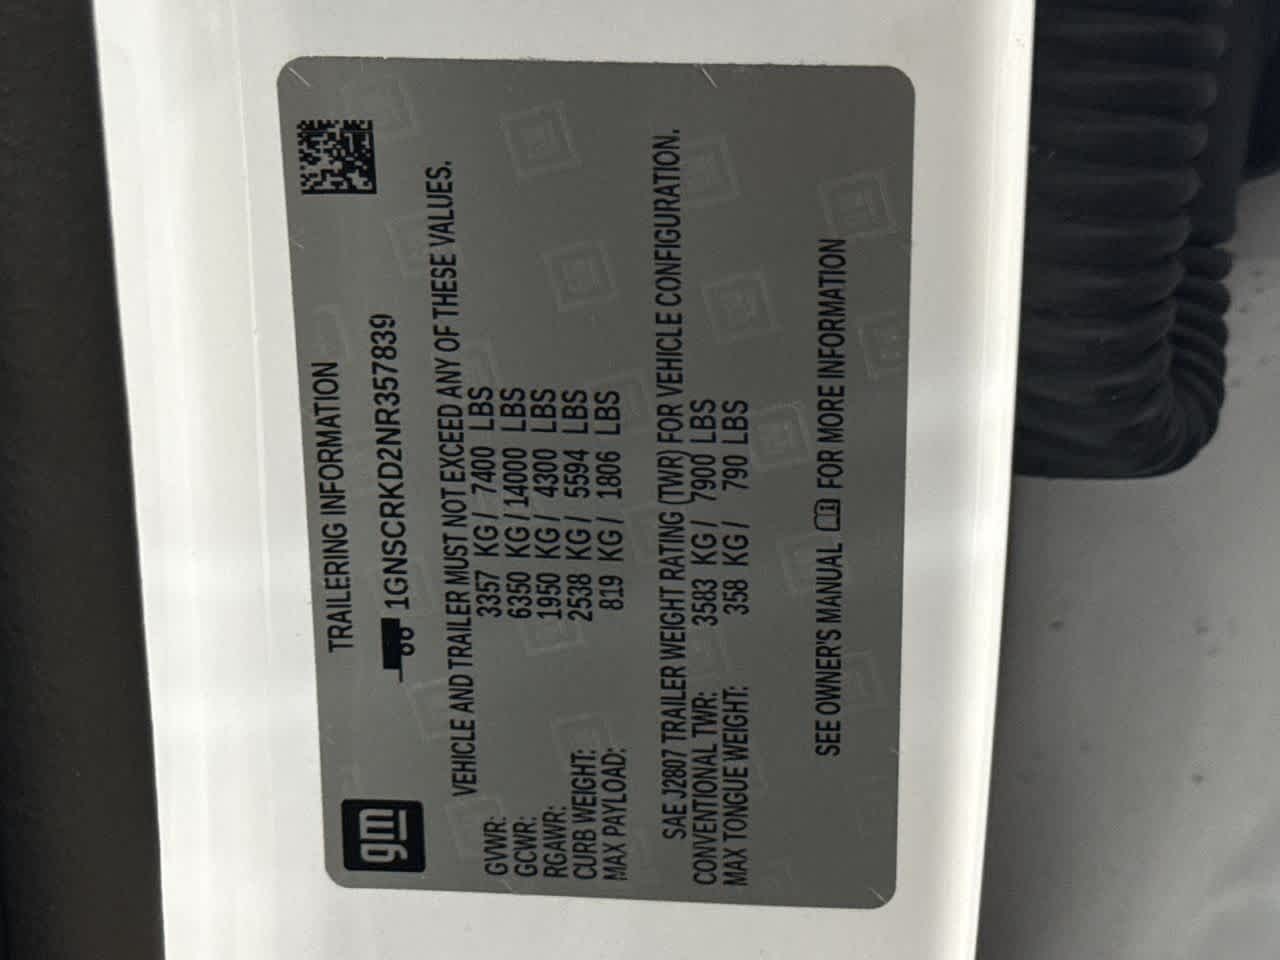 gm
TRAILERING INFORMATION
1GNSCRKD2NR357839
VEHICLE AND TRAILER MUST NOT EXCEED ANY OF THESE VALUES.
GVWR: 3357 KG / 7400 LBS
GCWR: 6350 KG / 14000 LBS
RGAWR: 1950 KG / 4300 LBS
CURB WEIGHT: 2538 KG / 5594 LBS
MAX PAYLOAD: 819 KG / 1806 LBS
SAE J2807 TRAILER WEIGHT RATING (TWR) FOR VEHICLE CONFIGURATION.
CONVENTIONAL TWR: 3583 KG / 7900 LBS
MAX TONGUE WEIGHT: 358 KG / 790 LBS
SEE OWNER'S MANUAL FOR MORE INFORMATION